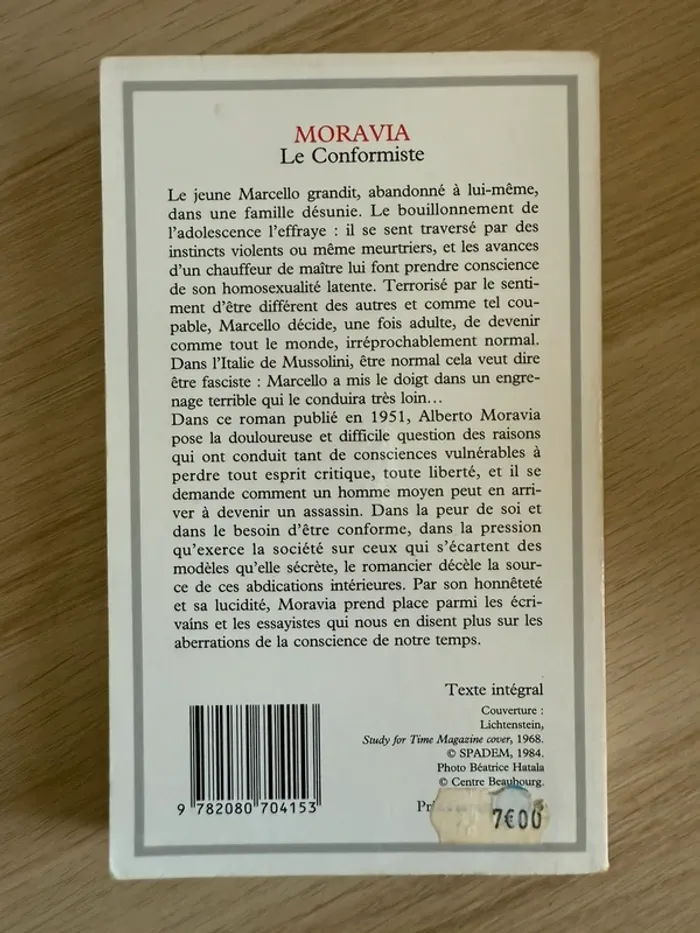 MORAVIA
Le Conformiste
Le jeune Marcello grandit, abandonné à lui-même,
dans une famille désunie. Le bouillonnement de
l'adolescence l'effraye : il se sent traversé par des
instincts violents ou même meurtriers, et les avances
d'un chauffeur de maître lui font prendre conscience
de son homosexualité latente. Terrorisé par le senti-
ment d'être différent des autres et comme tel cou-
pable, Marcello décide, une fois adulte, de devenir
comme tout le monde, irréprochablement normal.
Dans l'Italie de Mussolini, être normal cela veut dire
être fasciste : Marcello a mis le doigt dans un engre-
nage terrible qui le conduira très loin...
Dans ce roman publié en 1951, Alberto Moravia
pose la douloureuse et difficile question des raisons
qui ont conduit tant de consciences vulnérables à
perdre tout esprit critique, toute liberté, et il se
demande comment un homme moyen peut en arri-
ver à devenir un assassin. Dans la peur de soi et
dans le besoin d'être conforme, dans la pression
qu'exerce la société sur ceux qui s'écartent des
modèles qu'elle sécrète, le romancier décèle la sour-
ce de ces abdications intérieures. Par son honnêteté
et sa lucidité, Moravia prend place parmi les écri-
vains et les essayistes qui nous en disent plus sur les
aberrations de la conscience de notre temps.
Texte intégral
Couverture :
Lichtenstein,
Study for Time Magazine cover, 1968.
© SPADEM, 1984.
Photo Béatrice Hatala
© Centre Beaubourg.
9 782080 704153
7€00